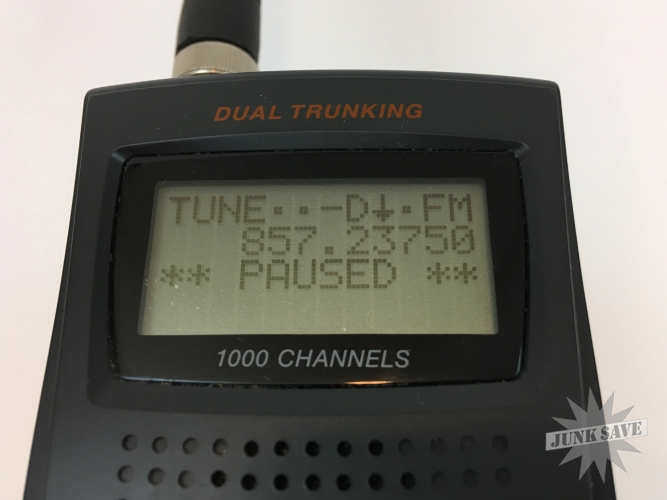 DUAL TRUNKING
TUNE··-D↓·FM
857.23750
** PAUSED **
1000 CHANNELS
JUNK SAVE